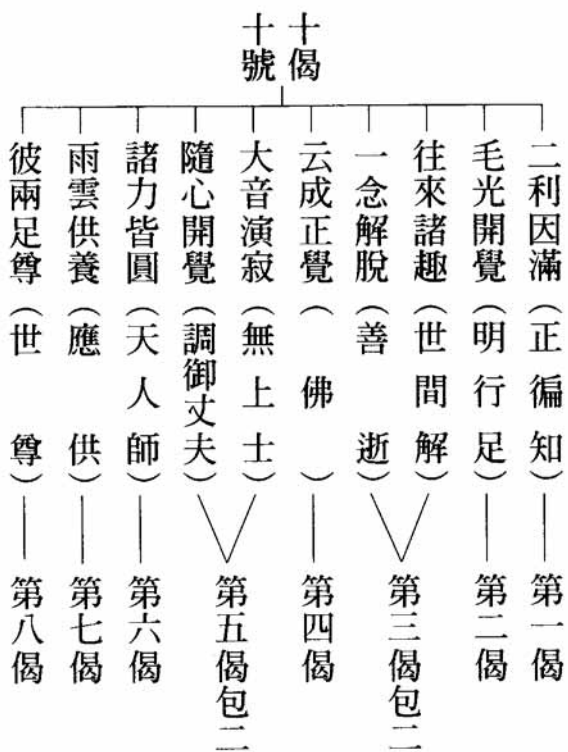 十偈
十號
二利因滿（正徧知）
毛光開覺（明行足）
往來諸趣（世間解）
一念解脫（善逝）
云成正覺（佛）
大音演寂（無上士）
隨心開覺（調御丈夫）
諸力皆圓（天人師）
雨雲供養（應供）
彼兩足尊（世尊）
第一偈
第二偈
第三偈包二
第四偈
第五偈包二
第六偈
第七偈
第八偈